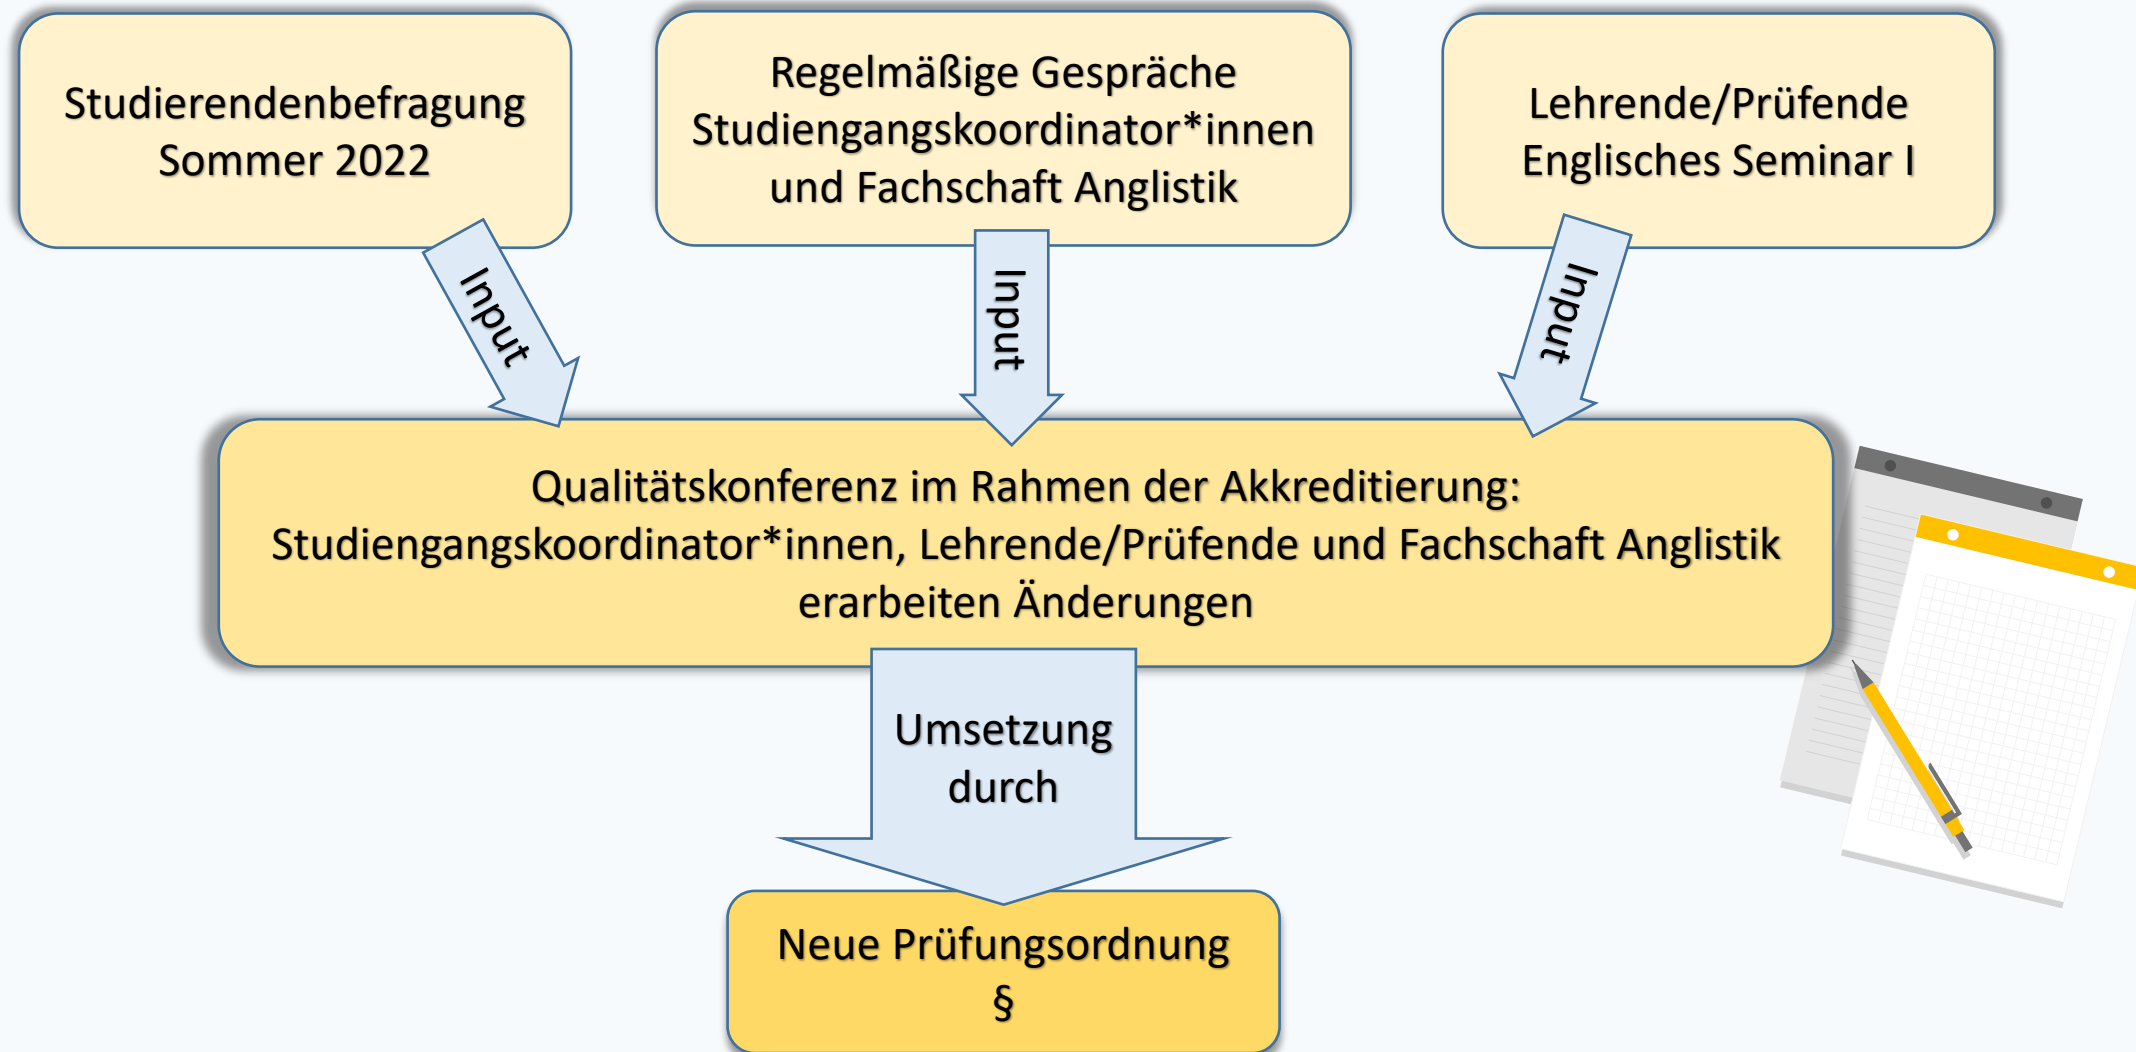 Studierendenbefragung
Sommer 2022
Regelmäßige Gespräche
Studiengangskoordinator*innen
und Fachschaft Anglistik
Lehrende/Prüfende
Englisches Seminar I
Input
Input
Input
Qualitätskonferenz im Rahmen der Akkreditierung:
Studiengangskoordinator*innen, Lehrende/Prüfende und Fachschaft Anglistik
erarbeiten Änderungen
Umsetzung
durch
Neue Prüfungsordnung
§